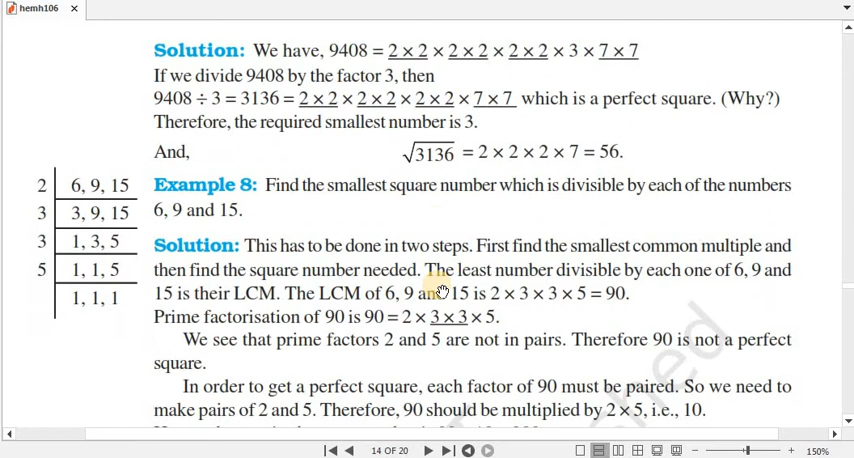 hemh106 ×
Solution: We have, 9408 = 2 × 2 × 2 × 2 × 2 × 2 × 3 × 7 × 7
If we divide 9408 by the factor 3, then
9408 ÷ 3 = 3136 = 2 × 2 × 2 × 2 × 2 × 2 × 7 × 7 which is a perfect square. (Why?)
Therefore, the required smallest number is 3.
And, √3136 = 2 × 2 × 2 × 7 = 56.
2 6, 9, 15
3 3, 9, 15
3 1, 3, 5
5 1, 1, 5
1, 1, 1
Example 8: Find the smallest square number which is divisible by each of the numbers
6, 9 and 15.
Solution: This has to be done in two steps. First find the smallest common multiple and
then find the square number needed. The least number divisible by each one of 6, 9 and
15 is their LCM. The LCM of 6, 9 and 15 is 2 × 3 × 3 × 5 = 90.
Prime factorisation of 90 is 90 = 2 × 3 × 3 × 5.
We see that prime factors 2 and 5 are not in pairs. Therefore 90 is not a perfect
square.
In order to get a perfect square, each factor of 90 must be paired. So we need to
make pairs of 2 and 5. Therefore, 90 should be multiplied by 2 × 5, i.e., 10.
14 OF 20
150%